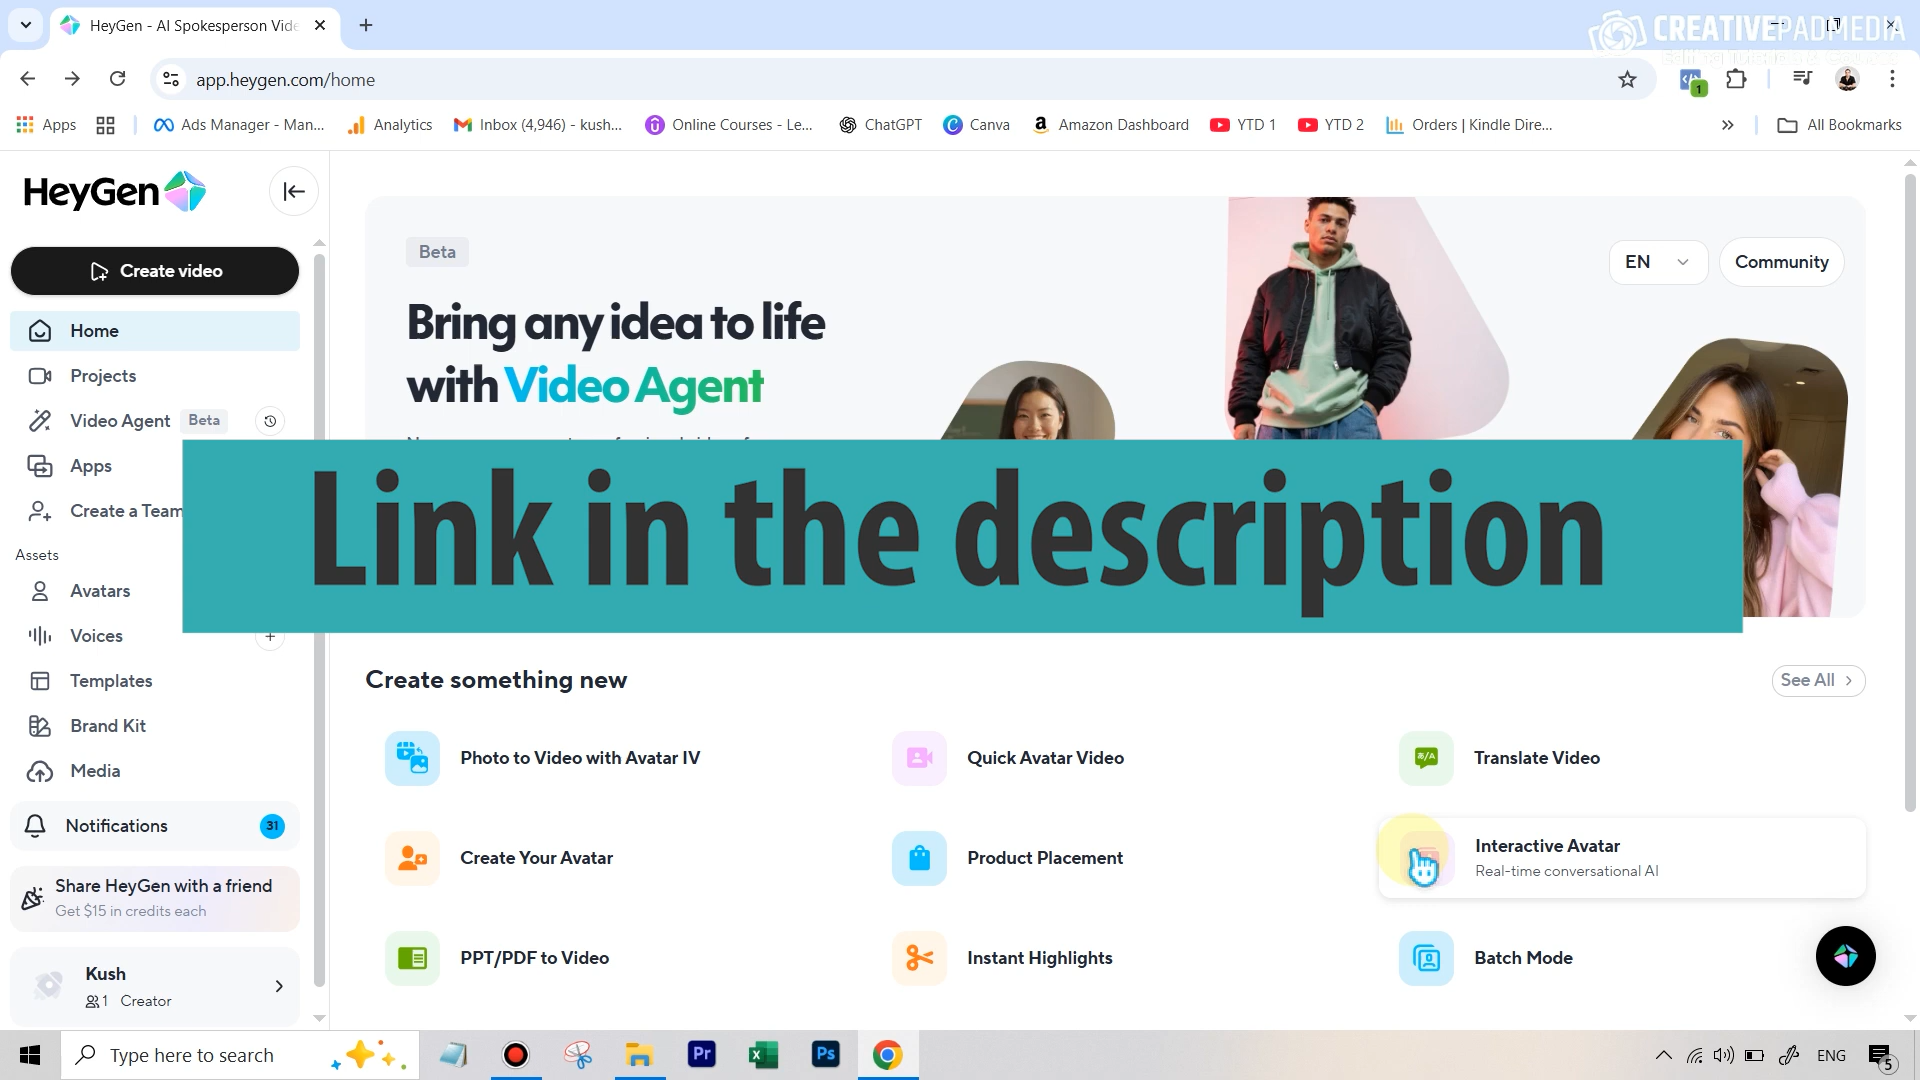 HeyGen - AI Spokesperson Vide
CREATIVEPADMEDIA
app.heygen.com/home
1
Apps
Ads Manager - Man...
Analytics
Inbox (4,946) - kush...
Online Courses - Le...
ChatGPT
Canva
Amazon Dashboard
YTD 1
YTD 2
Orders | Kindle Dire...
All Bookmarks
HeyGen
Create video
Home
Projects
Video Agent Beta
Apps
Create a Team
Assets
Avatars
Voices
Templates
Brand Kit
Media
Notifications 31
Share HeyGen with a friend
Get $15 in credits each
Kush
1 Creator
Beta
EN
Community
Bring any idea to life
with Video Agent
Link in the description
Create something new
See All
Photo to Video with Avatar IV
Quick Avatar Video
Translate Video
Create Your Avatar
Product Placement
Interactive Avatar
Real-time conversational AI
PPT/PDF to Video
Instant Highlights
Batch Mode
Type here to search
Pr
Ps
ENG
5